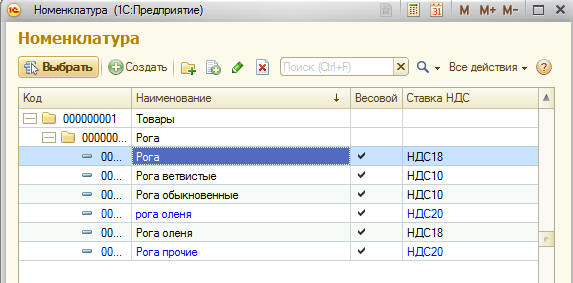 1С Номенклатура (1С:Предприятие) 31 M M+ M-
Номенклатура
Выбрать Создать Поиск (Ctrl+F) × Все действия ?
Код Наименование ↓ Весовой Ставка НДС
000000001 Товары
000000... Рога
00... Рога ✔ НДС18
00... Рога ветвистые ✔ НДС10
00... Рога обыкновенные ✔ НДС10
00... рога оленя ✔ НДС20
00... Рога оленя ✔ НДС18
00... Рога прочие ✔ НДС20